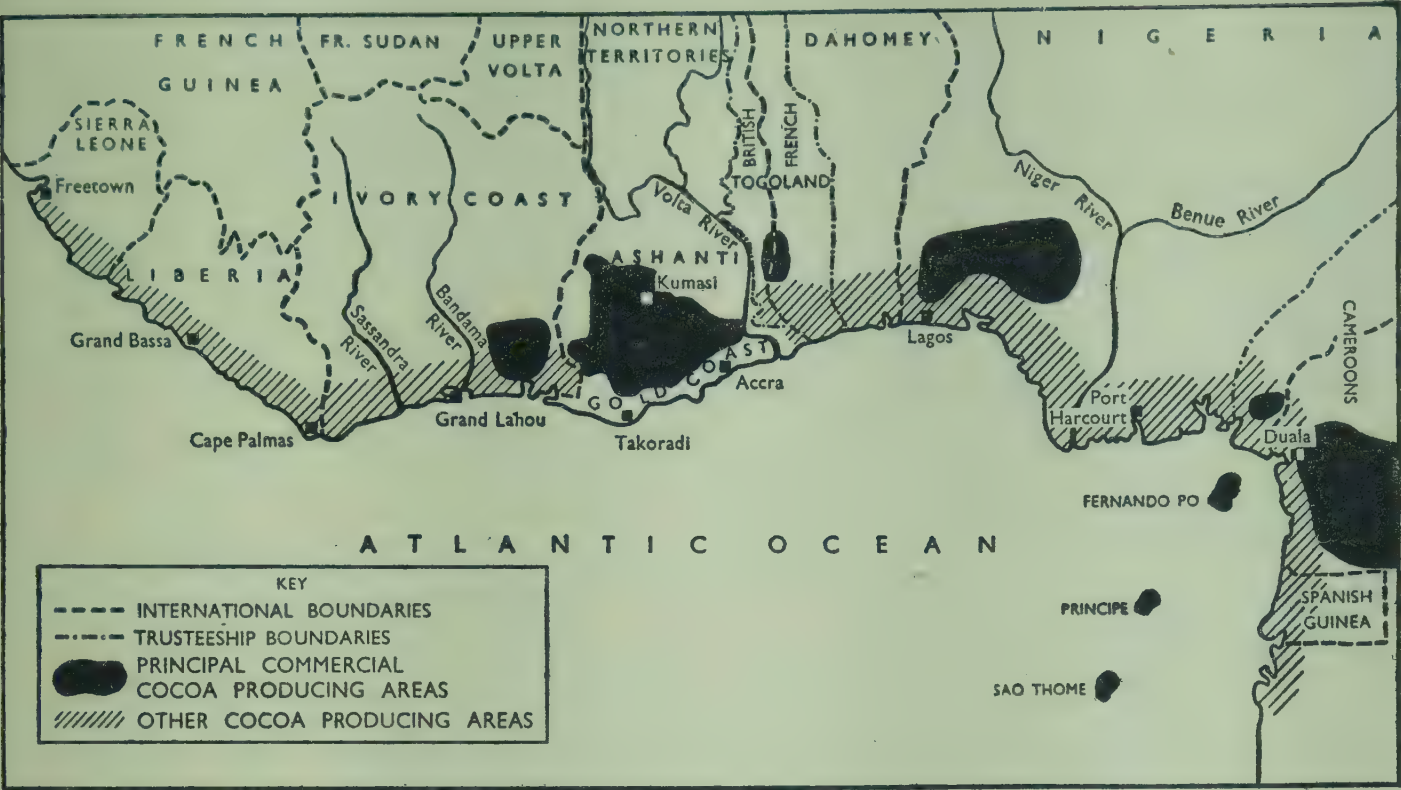 FRENCH
GUINEA
FR. SUDAN
UPPER
VOLTA
NORTHERN
TERRITORIES
DAHOMEY
NIGERIA
SIERRA
LEONE
Freetown
BRITISH
FRENCH
TOGOLAND
IVORY COAST
Volta River
Niger
River
Benue River
LIBERIA
ASHANTI
Kumasi
Grand Bassa
Sassandra
River
Bandama
River
Lagos
CAMEROONS
GOLD COAST
Accra
Cape Palmas
Grand Lahou
Takoradi
Port
Harcourt
Duala
FERNANDO PO
ATLANTIC OCEAN
PRINCIPE
SPANISH
GUINEA
SAO THOME
KEY
INTERNATIONAL BOUNDARIES
TRUSTEESHIP BOUNDARIES
PRINCIPAL COMMERCIAL
COCOA PRODUCING AREAS
OTHER COCOA PRODUCING AREAS